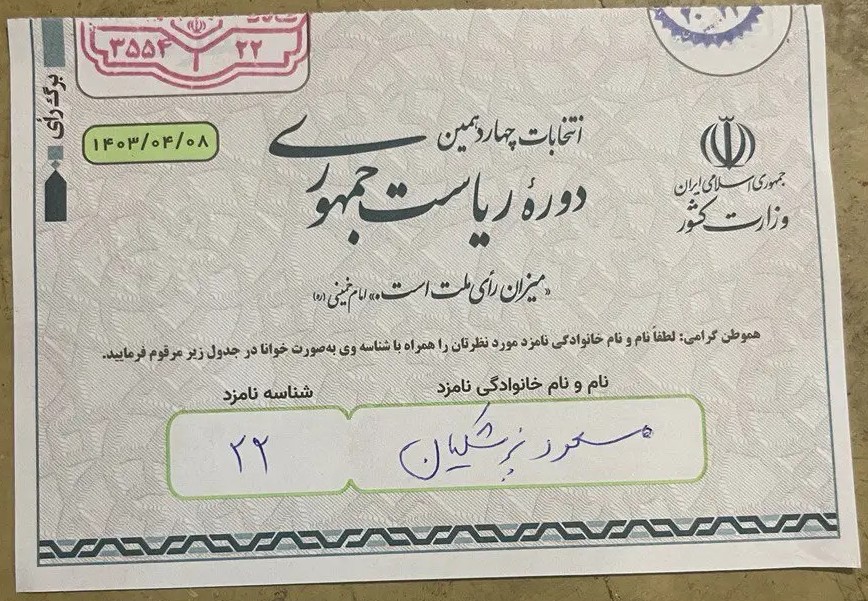 ۳۵۵۴ ۲۲
برگ رأی
۱۴۰۳/۰۴/۰۸
انتخابات چهاردهمین
دورهٔ ریاست جمهوری
جمهوری اسلامی ایران
وزارت کشور
«میزان رأی ملت است.» امام خمینی (ره)
هموطن گرامی: لطفاً نام و نام خانوادگی نامزد مورد نظرتان را همراه با شناسه وی به‌صورت خوانا در جدول زیر مرقوم فرمایید.
نام و نام خانوادگی نامزد شناسه نامزد
مسعود پزشکیان ۲۲